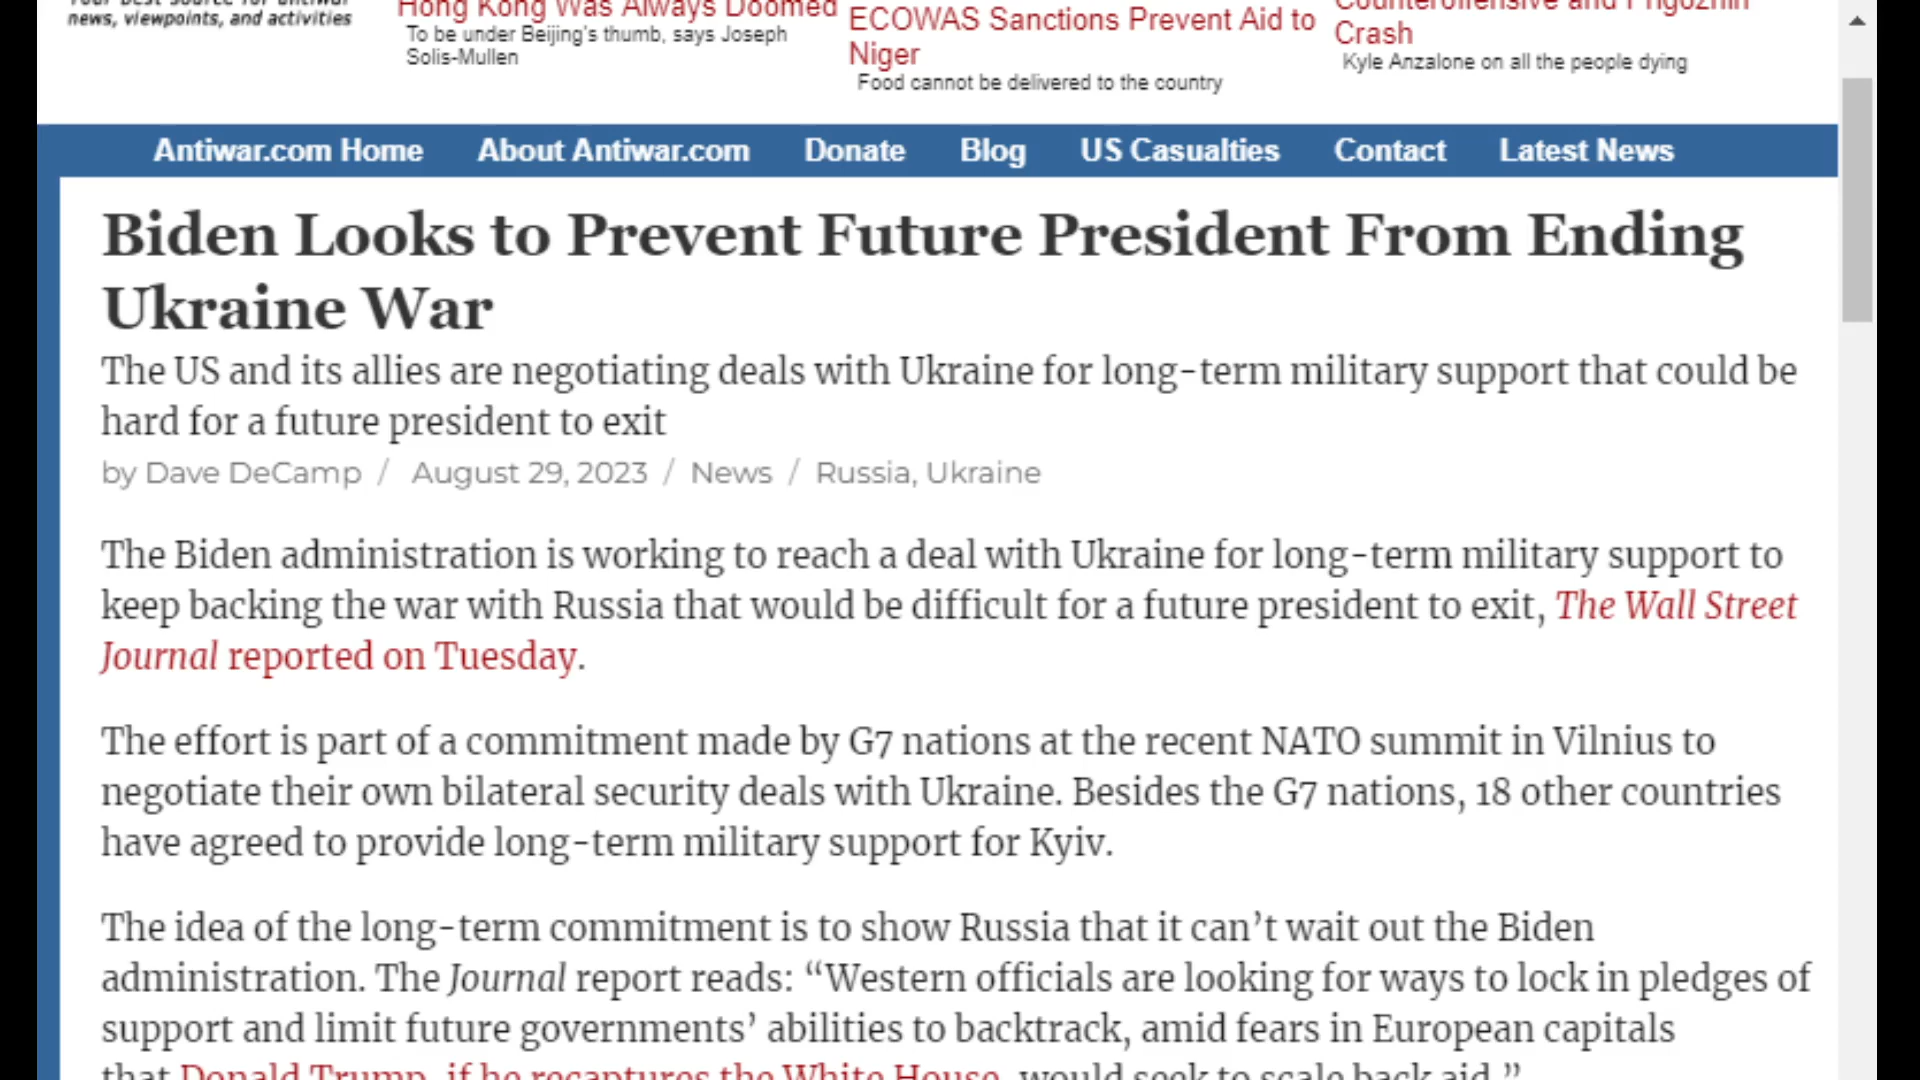 Your best source for antiwar
news, viewpoints, and activities
Hong Kong Was Always Doomed
To be under Beijing's thumb, says Joseph
Solis-Mullen
ECOWAS Sanctions Prevent Aid to
Niger
Food cannot be delivered to the country
Counteroffensive and Prigozhin
Crash
Kyle Anzalone on all the people dying
Antiwar.com Home About Antiwar.com Donate Blog US Casualties Contact Latest News
Biden Looks to Prevent Future President From Ending
Ukraine War
The US and its allies are negotiating deals with Ukraine for long-term military support that could be
hard for a future president to exit
by Dave DeCamp / August 29, 2023 / News / Russia, Ukraine
The Biden administration is working to reach a deal with Ukraine for long-term military support to
keep backing the war with Russia that would be difficult for a future president to exit, The Wall Street
Journal reported on Tuesday.
The effort is part of a commitment made by G7 nations at the recent NATO summit in Vilnius to
negotiate their own bilateral security deals with Ukraine. Besides the G7 nations, 18 other countries
have agreed to provide long-term military support for Kyiv.
The idea of the long-term commitment is to show Russia that it can’t wait out the Biden
administration. The Journal report reads: “Western officials are looking for ways to lock in pledges of
support and limit future governments’ abilities to backtrack, amid fears in European capitals
that Donald Trump, if he recaptures the White House, would seek to scale back aid.”